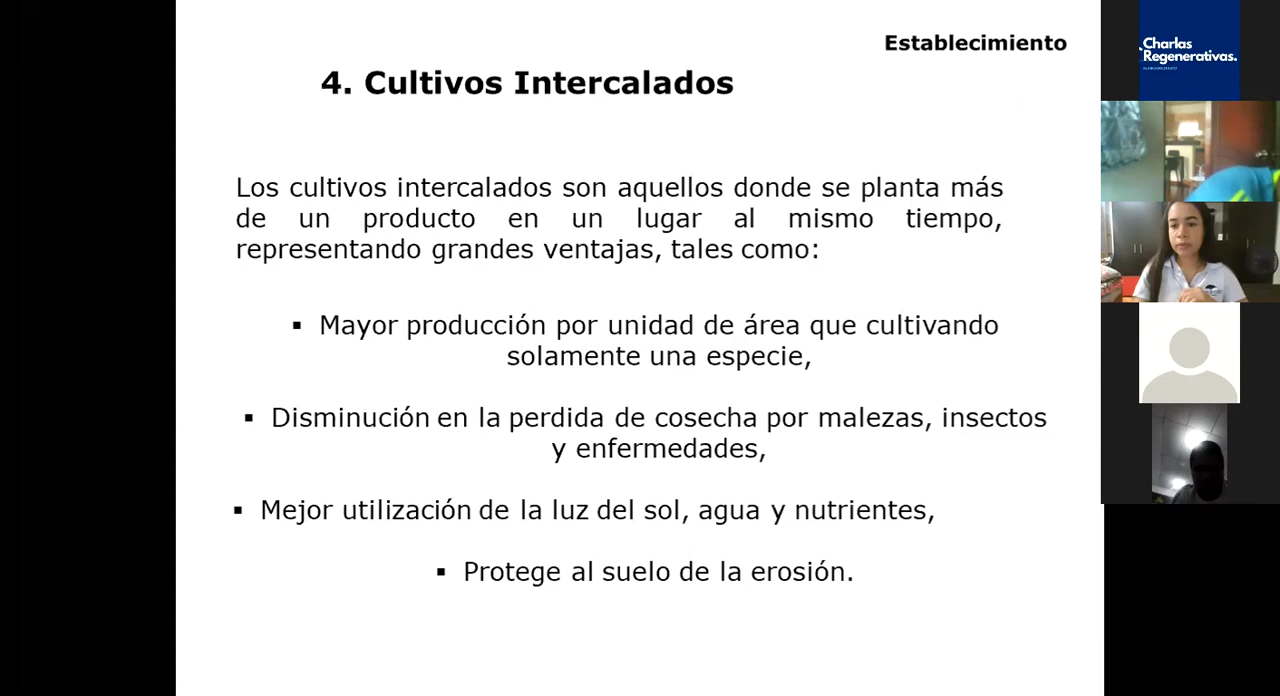 Establecimiento
4. Cultivos Intercalados
Los cultivos intercalados son aquellos donde se planta más
de un producto en un lugar al mismo tiempo,
representando grandes ventajas, tales como:
▪ Mayor producción por unidad de área que cultivando
solamente una especie,
▪ Disminución en la perdida de cosecha por malezas, insectos
y enfermedades,
▪ Mejor utilización de la luz del sol, agua y nutrientes,
▪ Protege al suelo de la erosión.
Charlas
Regenerativas.